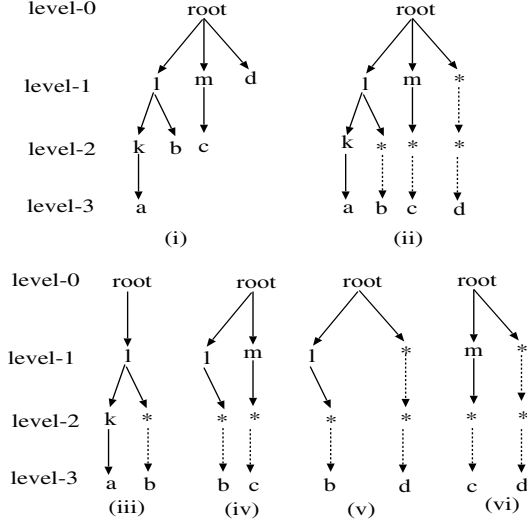 level-0 root root
level-1 l m d l m *
level-2 k b c k * * *
level-3 a a b c d
(i) (ii)
level-0 root root root root
level-1 l l m l * m *
level-2 k * * * * * * *
level-3 a b b c b d c d
(iii) (iv) (v) (vi)